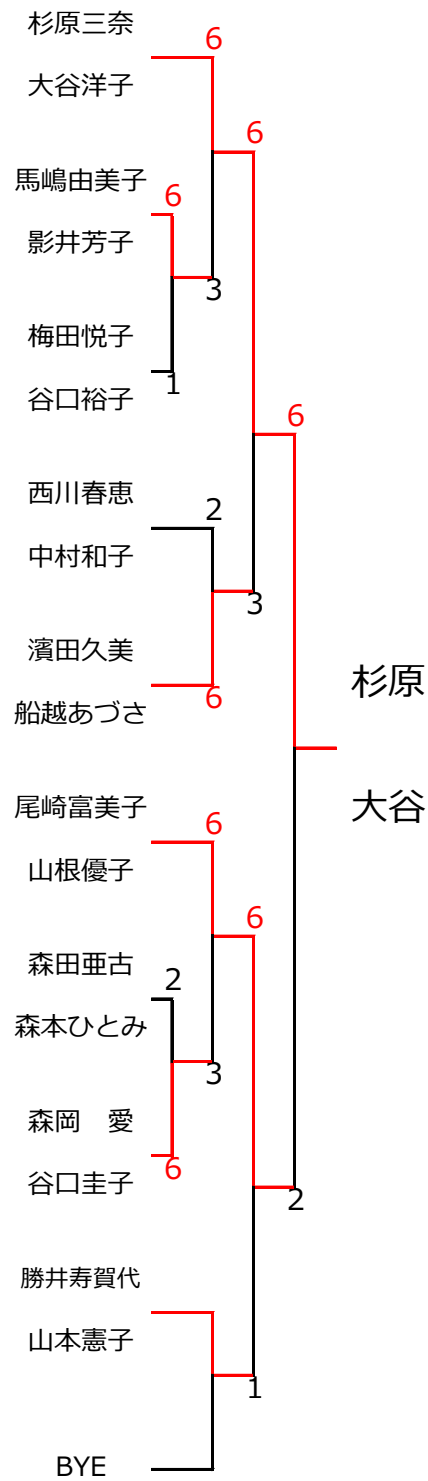 杉原三奈
6
大谷洋子
6
馬嶋由美子
6
影井芳子
3
梅田悦子
1
谷口裕子
6
西川春恵
2
中村和子
3
濱田久美
杉原
6
船越あづさ
大谷
尾崎富美子
6
山根優子
6
森田亜古
2
森本ひとみ
3
森岡　愛
6
谷口圭子
2
勝井寿賀代
山本憲子
1
BYE